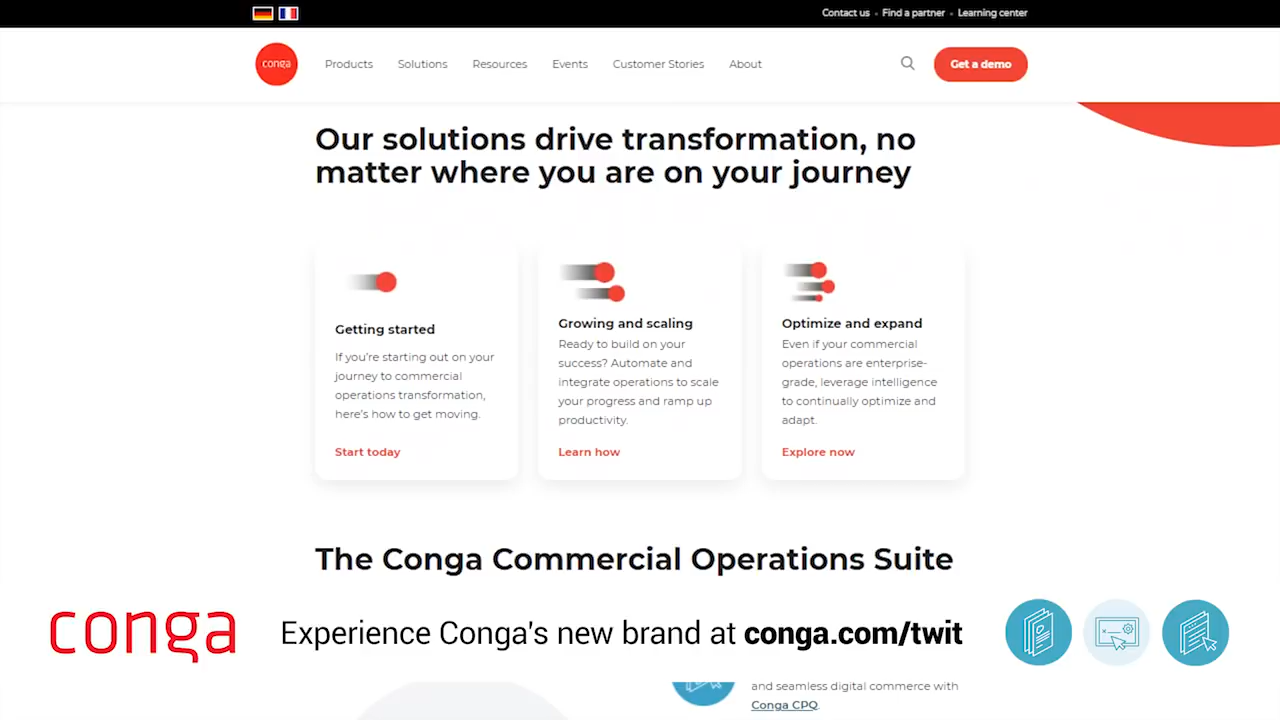 Contact us • Find a partner • Learning center
conga
Products
Solutions
Resources
Events
Customer Stories
About
Get a demo
Our solutions drive transformation, no
matter where you are on your journey
Getting started
If you're starting out on your
journey to commercial
operations transformation,
here's how to get moving.
Start today
Growing and scaling
Ready to build on your
success? Automate and
integrate operations to scale
your progress and ramp up
productivity.
Learn how
Optimize and expand
Even if your commercial
operations are enterprise-
grade, leverage intelligence
to continually optimize and
adapt.
Explore now
The Conga Commercial Operations Suite
conga
Experience Conga's new brand at conga.com/twit
and seamless digital commerce with
Conga CPQ.